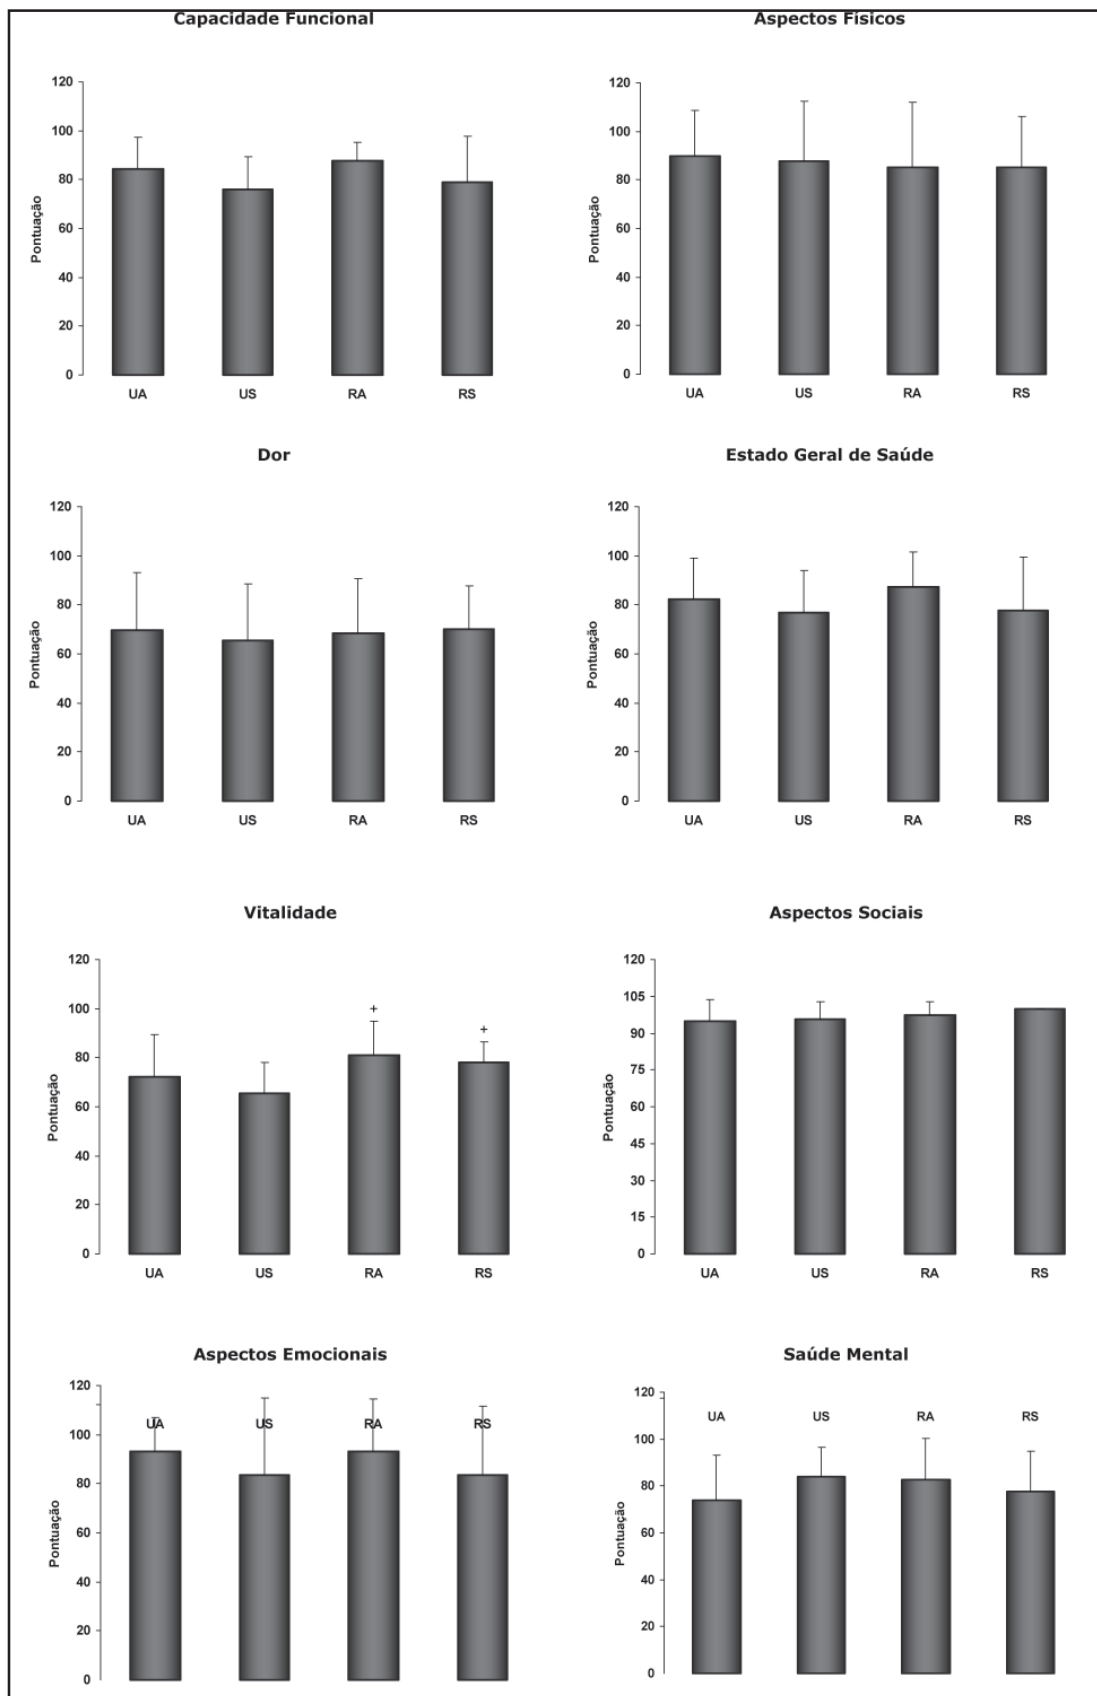 Capacidade Funcional
120
100
80
60
40
20
0
Pontuação
UA US RA RS
Aspectos Físicos
120
100
80
60
40
20
0
Pontuação
UA US RA RS
Dor
120
100
80
60
40
20
0
Pontuação
UA US RA RS
Estado Geral de Saúde
120
100
80
60
40
20
0
Pontuação
UA US RA RS
Vitalidade
120
100
80
60
40
20
0
Pontuação
+ +
UA US RA RS
Aspectos Sociais
120
105
90
75
60
45
30
15
0
Pontuação
UA US RA RS
Aspectos Emocionais
120
100
80
60
40
20
0
Pontuação
UA US RA RS
Saúde Mental
120
100
80
60
40
20
0
Pontuação
UA US RA RS